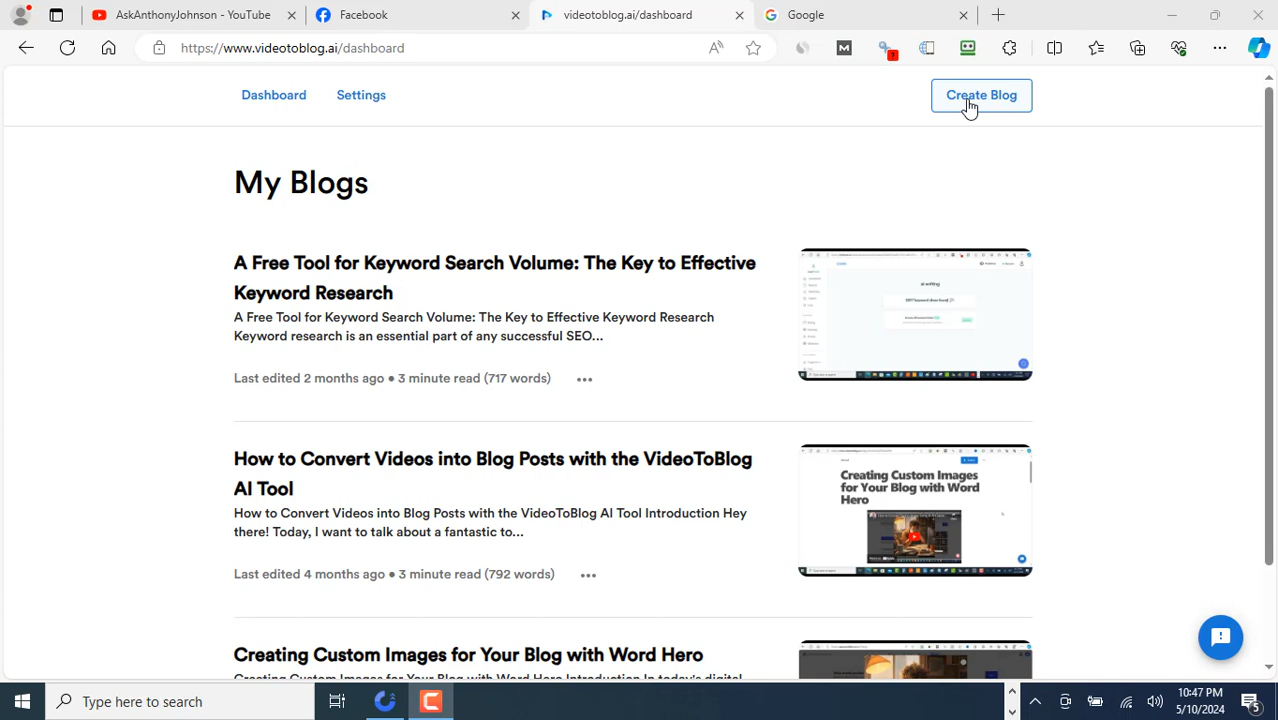 AskAnthonyJohnson - YouTube
Facebook
videotoblog.ai/dashboard
Google
https://www.videotoblog.ai/dashboard
Dashboard
Settings
Create Blog
My Blogs
A Free Tool for Keyword Search Volume: The Key to Effective
Keyword Research
A Free Tool for Keyword Search Volume: The Key to Effective Keyword Research
Keyword research is an essential part of any successful SEO...
Last edited 2 months ago • 3 minute read (717 words)
How to Convert Videos into Blog Posts with the VideoToBlog
AI Tool
How to Convert Videos into Blog Posts with the VideoToBlog AI Tool Introduction Hey
there! Today, I want to talk about a fantastic to...
Last edited 4 months ago • 3 minute read (792 words)
Creating Custom Images
for Your Blog with Word
Hero
Creating Custom Images for Your Blog with Word Hero
Type here to search
10:47 PM
5/10/2024
5